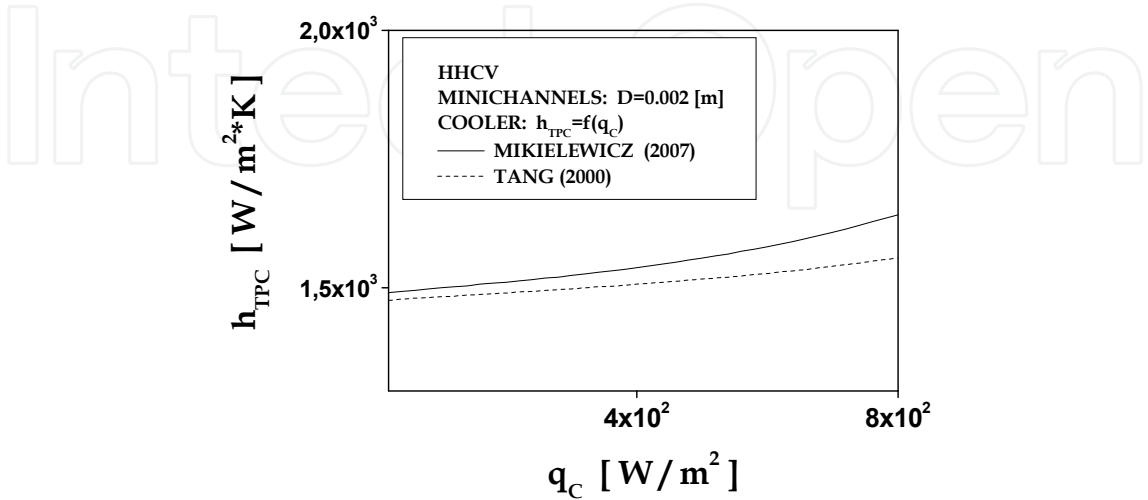 IntechOpen
2,0x10³
HHCV
MINICHANNELS: D=0.002 [m]
COOLER: h_TPC=f(q_C)
MIKIELEWICZ (2007)
TANG (2000)
h_TPC [ W / m²*K ]
1,5x10³
4x10² 8x10²
q_C [ W / m² ]